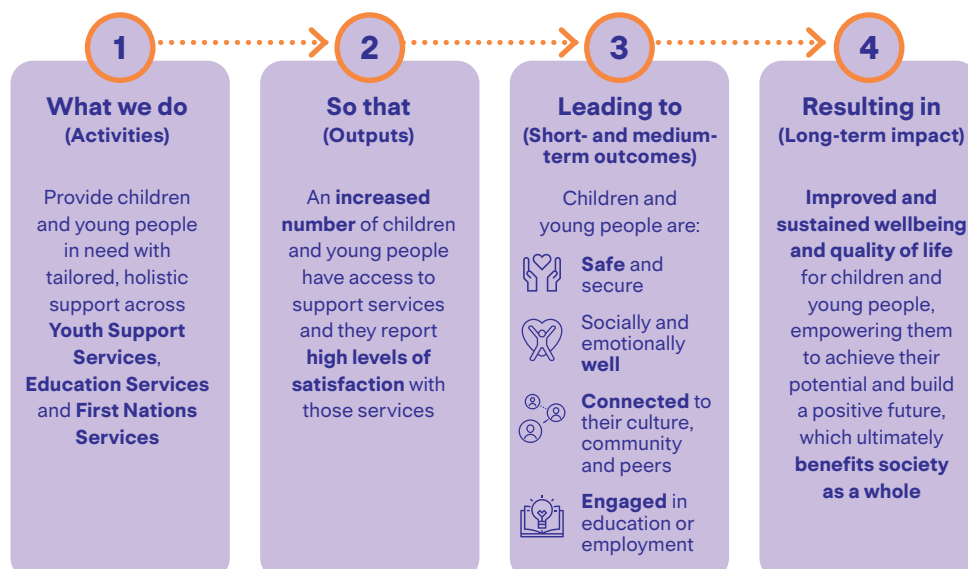 1
What we do
(Activities)
Provide children
and young people
in need with
tailored, holistic
support across
Youth Support
Services,
Education Services
and First Nations
Services
2
So that
(Outputs)
An increased
number of children
and young people
have access to
support services
and they report
high levels of
satisfaction with
those services
3
Leading to
(Short- and medium-
term outcomes)
Children and
young people are:
Safe and
secure
Socially and
emotionally
well
Connected to
their culture,
community
and peers
Engaged in
education or
employment
4
Resulting in
(Long-term impact)
Improved and
sustained wellbeing
and quality of life
for children and
young people,
empowering them
to achieve their
potential and build
a positive future,
which ultimately
benefits society
as a whole